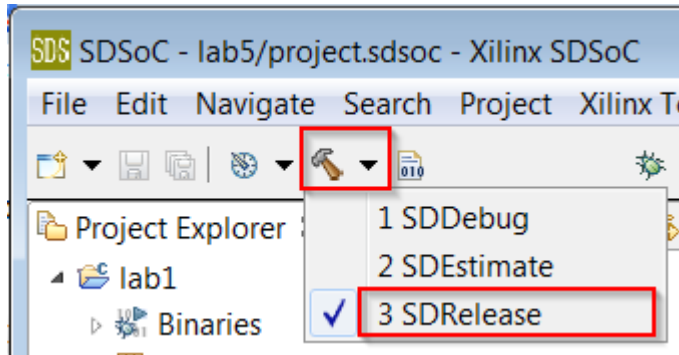 SDS SDSoC - lab5/project.sdsoc - Xilinx SDSoC
File Edit Navigate Search Project Xilinx
010
Project Explorer
1 SDDebug
lab1
2 SDEstimate
Binaries
3 SDRelease